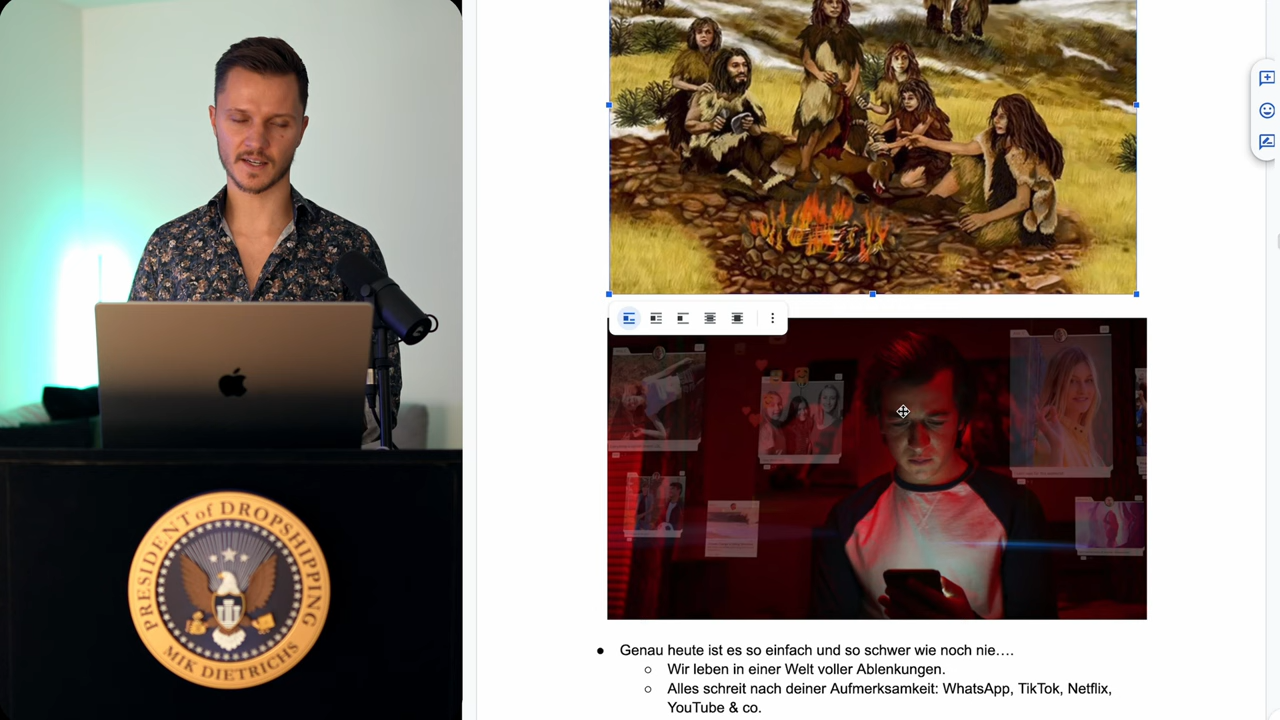 PRESIDENT of DROPSHIPPING
MIK DIETRICHS
Genau heute ist es so einfach und so schwer wie noch nie….
Wir leben in einer Welt voller Ablenkungen.
Alles schreit nach deiner Aufmerksamkeit: WhatsApp, TikTok, Netflix,
YouTube & co.